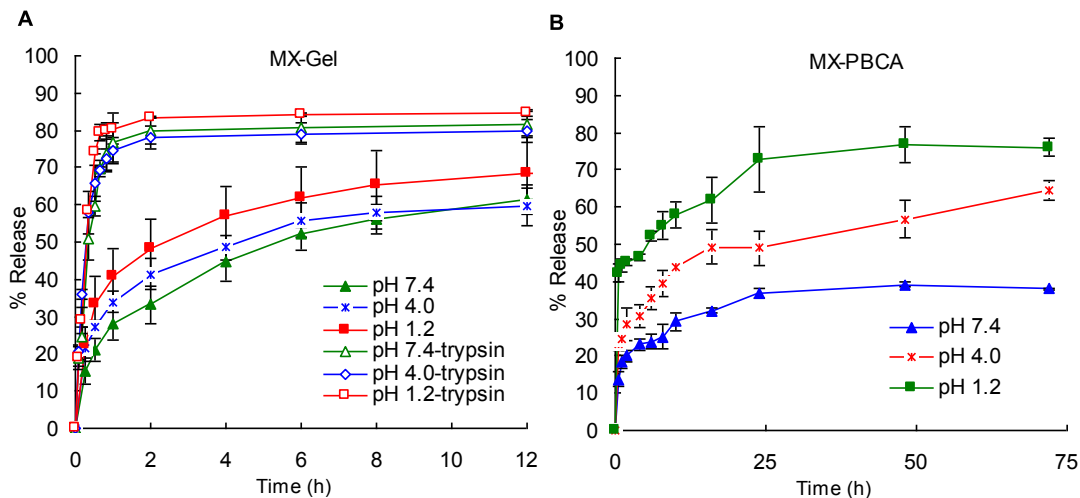 A
MX-Gel
100
90
80
70
60
50
40
30
20
10
0
% Release
0
2
4
6
8
10
12
Time (h)
pH 7.4
pH 4.0
pH 1.2
pH 7.4-trypsin
pH 4.0-trypsin
pH 1.2-trypsin
B
MX-PBCA
100
90
80
70
60
50
40
30
20
10
0
% Release
0
25
50
75
Time (h)
pH 7.4
pH 4.0
pH 1.2